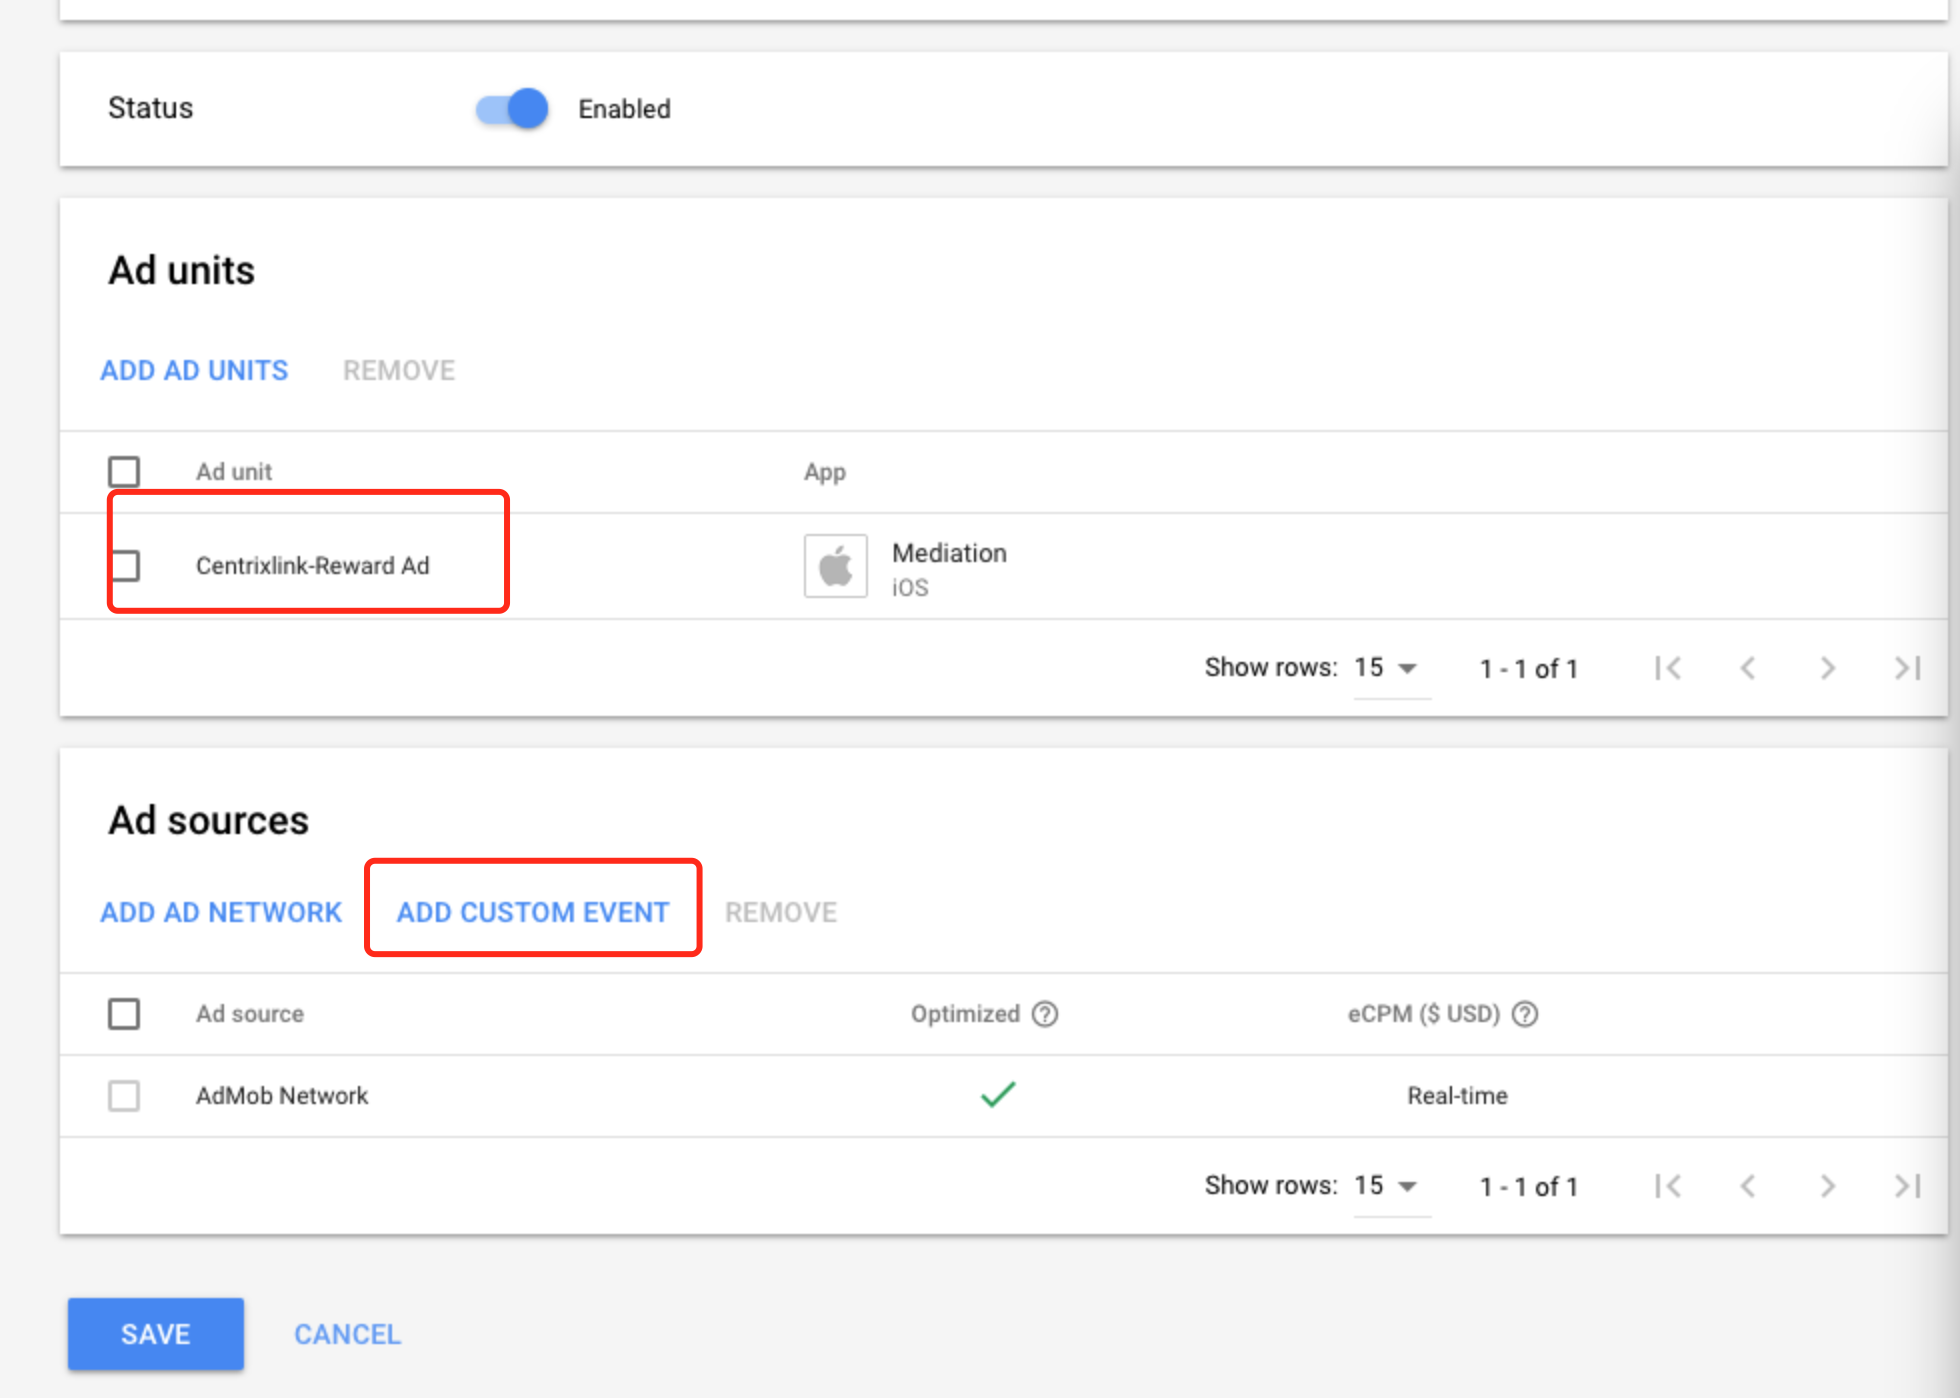 Status Enabled
Ad units
ADD AD UNITS REMOVE
Ad unit App
Centrixlink-Reward Ad Mediation
iOS
Show rows: 15 1 - 1 of 1
Ad sources
ADD AD NETWORK ADD CUSTOM EVENT REMOVE
Ad source Optimized ? eCPM ($ USD) ?
AdMob Network Real-time
Show rows: 15 1 - 1 of 1
SAVE CANCEL